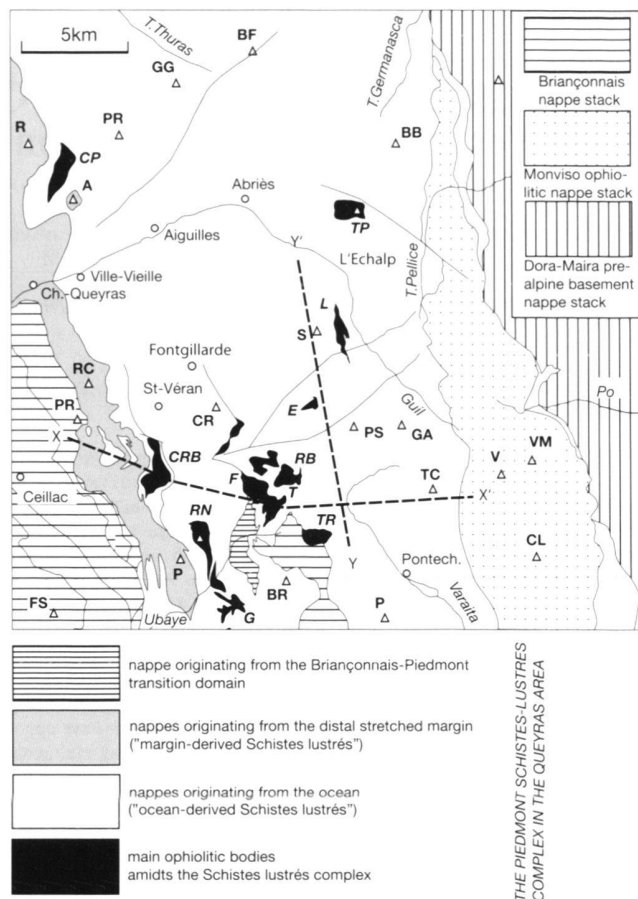 5km
T.Thuras
BF
GG
T.Germanasca
R
PR
CP
BB
A
Abriès
TP
Aiguilles
Y'
L'Echalp
T.Pellice
Ville-Vieille
Ch.-Queyras
L
S
Fontgillarde
RC
St-Véran
PR
CR
E
Guil
PS
GA
Po
X
CRB
RB
V
VM
Ceillac
F
T
TC
X'
RN
TR
CL
P
Y
Pontech.
FS
BR
Ubaye
G
P
Varaita
Briançonnais
nappe stack
Monviso ophio-
litic nappe stack
Dora-Maira pre-
alpine basement
nappe stack
nappe originating from the Briançonnais-Piedmont
transition domain
nappes originating from the distal stretched margin
("margin-derived Schistes lustrés")
nappes originating from the ocean
("ocean-derived Schistes lustrés")
main ophiolitic bodies
amidts the Schistes lustrés complex
THE PIEDMONT SCHISTES-LUSTRES
COMPLEX IN THE QUEYRAS AREA